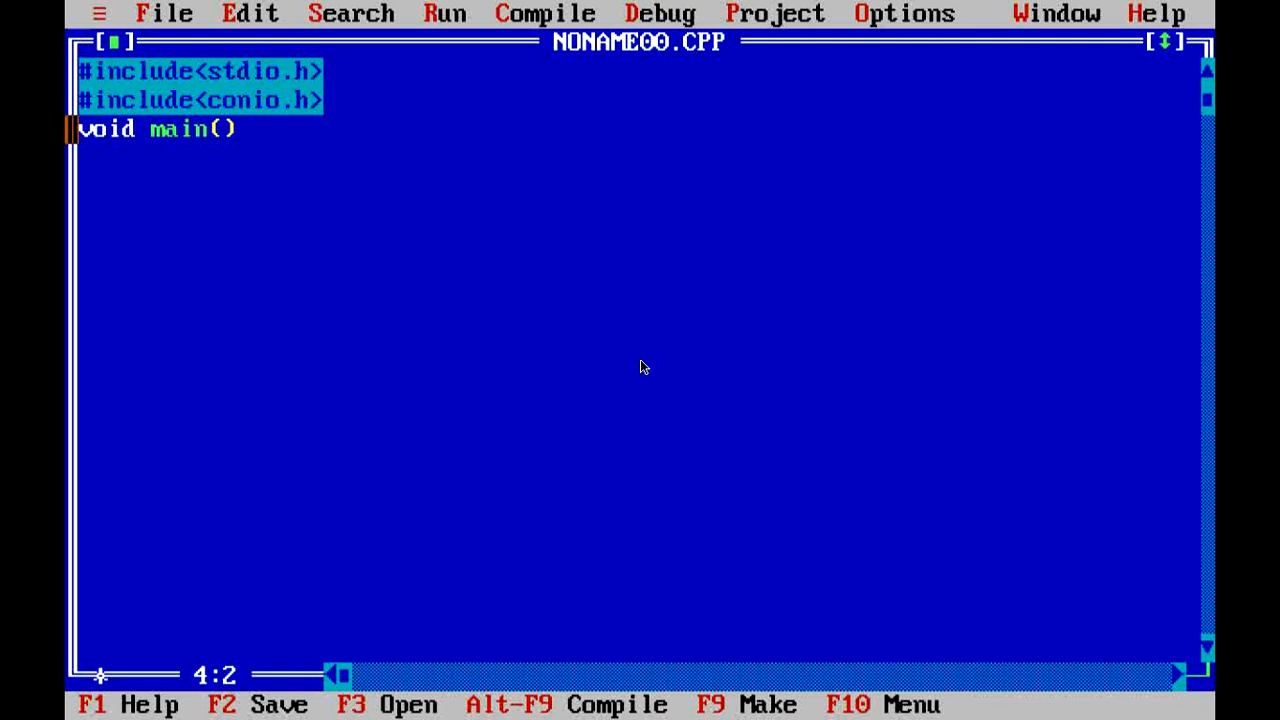 ≡ File Edit Search Run Compile Debug Project Options Window Help
[■] NONAME00.CPP [↕]
#include<stdio.h>
#include<conio.h>
void main()
* 4:2
F1 Help F2 Save F3 Open Alt-F9 Compile F9 Make F10 Menu